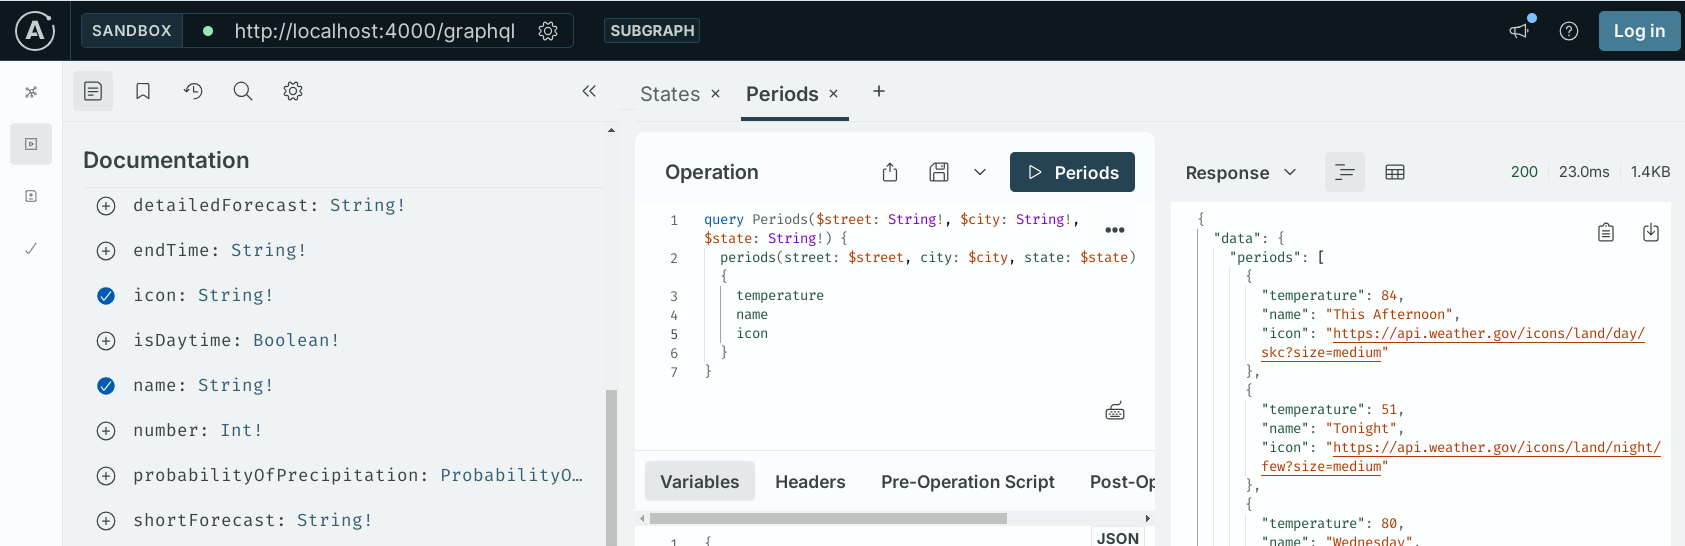 A SANDBOX http://localhost:4000/graphql SUBGRAPH Log in
States × Periods × +
Documentation
detailedForecast: String!
endTime: String!
icon: String!
isDaytime: Boolean!
name: String!
number: Int!
probabilityOfPrecipitation: ProbabilityO…
shortForecast: String!
Operation Periods
1 query Periods($street: String!, $city: String!,
$state: String!) {
2 periods(street: $street, city: $city, state: $state)
{
3 temperature
4 name
5 icon
6 }
7 }
Variables Headers Pre-Operation Script Post-Op
1 {
JSON
Response 200 23.0ms 1.4KB
{
"data": {
"periods": [
{
"temperature": 84,
"name": "This Afternoon",
"icon": "https://api.weather.gov/icons/land/day/
skc?size=medium"
},
{
"temperature": 51,
"name": "Tonight",
"icon": "https://api.weather.gov/icons/land/night/
few?size=medium"
},
{
"temperature": 80,
"name": "Wednesday",